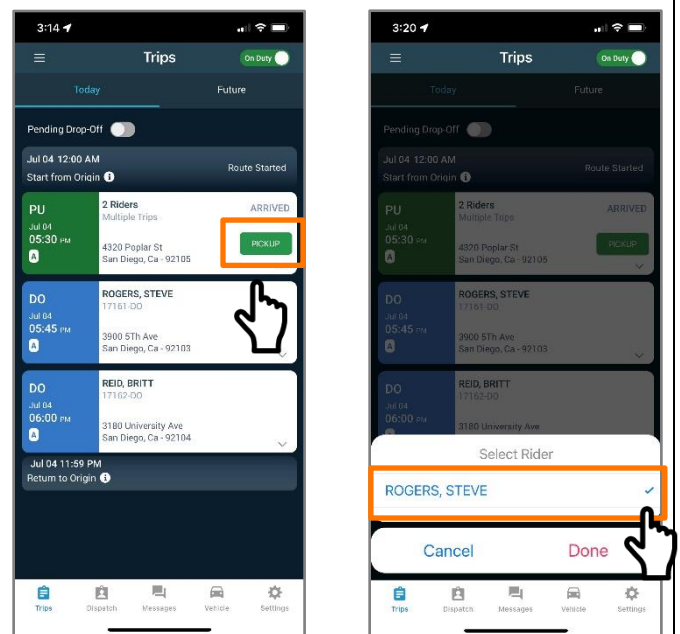 3:14
Trips
On Duty
Today
Future
Pending Drop-Off
Jul 04 12:00 AM
Start from Origin
Route Started
PU
Jul 04
05:30 PM
A
2 Riders
Multiple Trips
ARRIVED
4320 Poplar St
San Diego, Ca - 92105
PICKUP
DO
Jul 04
05:45 PM
A
ROGERS, STEVE
17161-DO
3900 5Th Ave
San Diego, Ca - 92103
DO
Jul 04
06:00 PM
A
REID, BRITT
17162-DO
3180 University Ave
San Diego, Ca - 92104
Jul 04 11:59 PM
Return to Origin
Trips
Dispatch
Messages
Vehicle
Settings
3:20
Trips
On Duty
Today
Future
Pending Drop-Off
Jul 04 12:00 AM
Start from Origin
Route Started
PU
Jul 04
05:30 PM
A
2 Riders
Multiple Trips
ARRIVED
4320 Poplar St
San Diego, Ca - 92105
PICKUP
DO
Jul 04
05:45 PM
A
ROGERS, STEVE
17161-DO
3900 5Th Ave
San Diego, Ca - 92103
DO
Jul 04
06:00 PM
REID, BRITT
17162-DO
3180 University Ave
Select Rider
ROGERS, STEVE
Cancel
Done
Trips
Dispatch
Messages
Vehicle
Settings